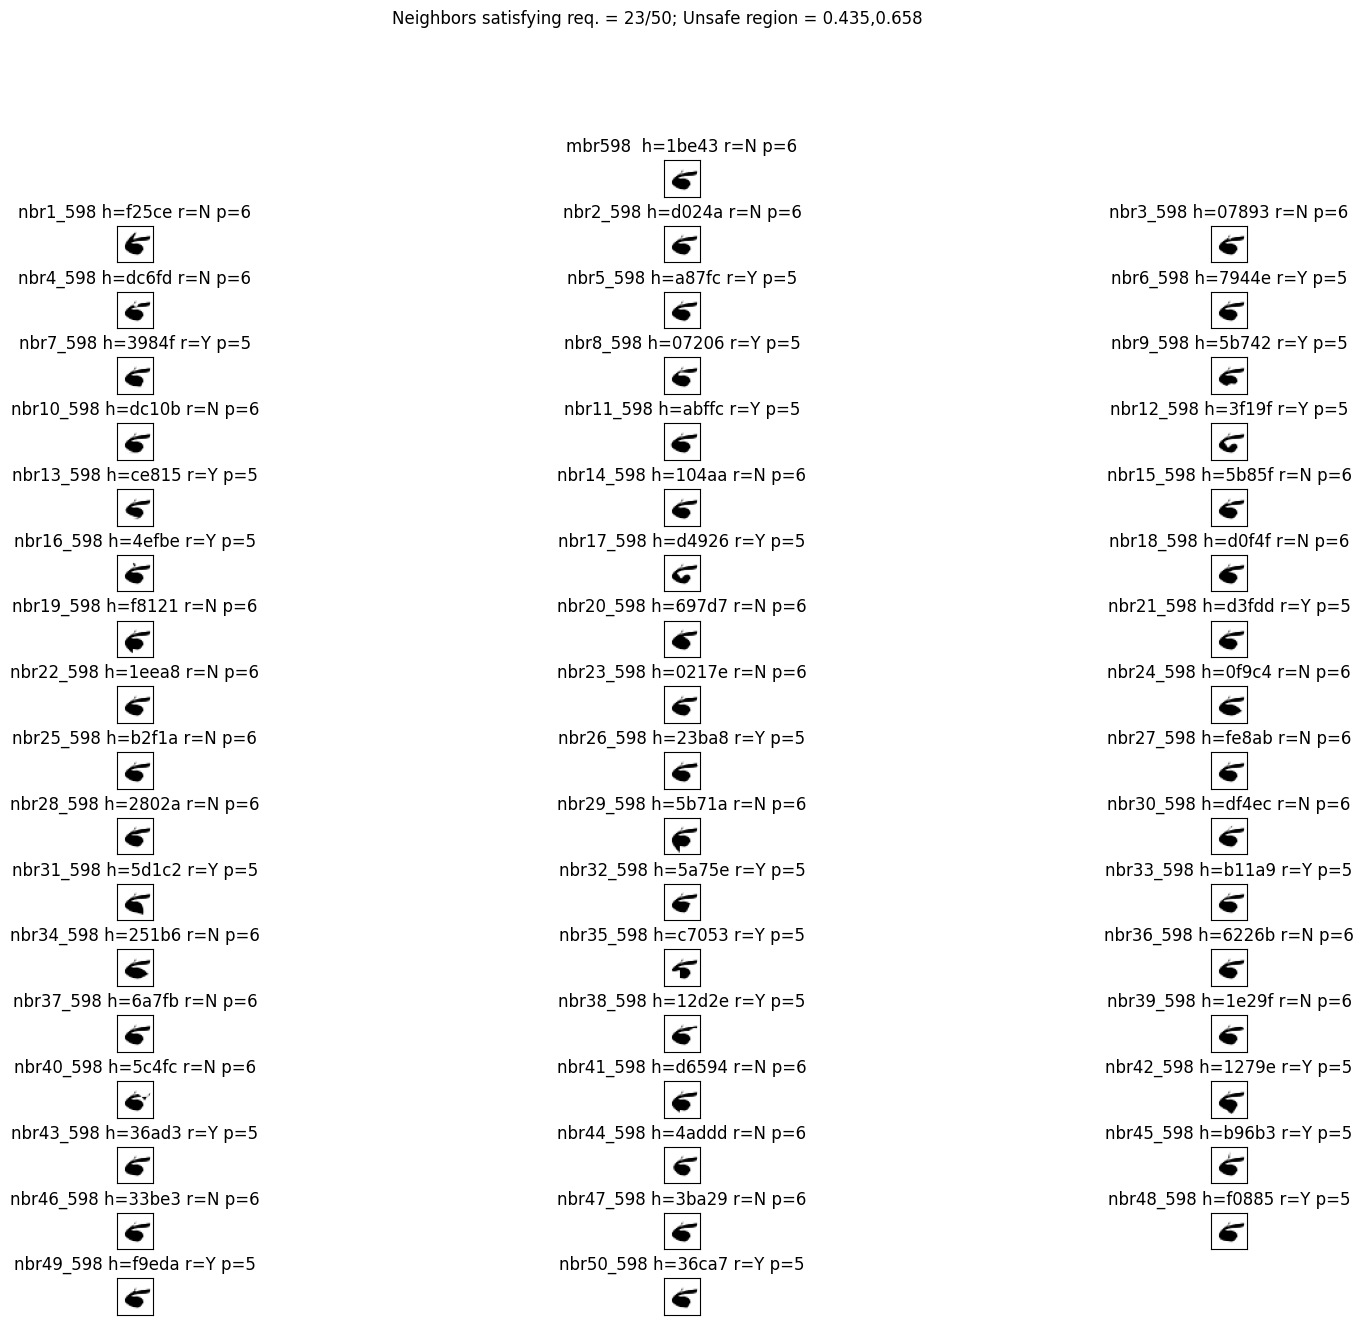 Neighbors satisfying req. = 23/50; Unsafe region = 0.435,0.658
mbr598  h=1be43 r=N p=6
nbr1_598 h=f25ce r=N p=6
nbr2_598 h=d024a r=N p=6
nbr3_598 h=07893 r=N p=6
nbr4_598 h=dc6fd r=N p=6
nbr5_598 h=a87fc r=Y p=5
nbr6_598 h=7944e r=Y p=5
nbr7_598 h=3984f r=Y p=5
nbr8_598 h=07206 r=Y p=5
nbr9_598 h=5b742 r=Y p=5
nbr10_598 h=dc10b r=N p=6
nbr11_598 h=abffc r=Y p=5
nbr12_598 h=3f19f r=Y p=5
nbr13_598 h=ce815 r=Y p=5
nbr14_598 h=104aa r=N p=6
nbr15_598 h=5b85f r=N p=6
nbr16_598 h=4efbe r=Y p=5
nbr17_598 h=d4926 r=Y p=5
nbr18_598 h=d0f4f r=N p=6
nbr19_598 h=f8121 r=N p=6
nbr20_598 h=697d7 r=N p=6
nbr21_598 h=d3fdd r=Y p=5
nbr22_598 h=1eea8 r=N p=6
nbr23_598 h=0217e r=N p=6
nbr24_598 h=0f9c4 r=N p=6
nbr25_598 h=b2f1a r=N p=6
nbr26_598 h=23ba8 r=Y p=5
nbr27_598 h=fe8ab r=N p=6
nbr28_598 h=2802a r=N p=6
nbr29_598 h=5b71a r=N p=6
nbr30_598 h=df4ec r=N p=6
nbr31_598 h=5d1c2 r=Y p=5
nbr32_598 h=5a75e r=Y p=5
nbr33_598 h=b11a9 r=Y p=5
nbr34_598 h=251b6 r=N p=6
nbr35_598 h=c7053 r=Y p=5
nbr36_598 h=6226b r=N p=6
nbr37_598 h=6a7fb r=N p=6
nbr38_598 h=12d2e r=Y p=5
nbr39_598 h=1e29f r=N p=6
nbr40_598 h=5c4fc r=N p=6
nbr41_598 h=d6594 r=N p=6
nbr42_598 h=1279e r=Y p=5
nbr43_598 h=36ad3 r=Y p=5
nbr44_598 h=4addd r=N p=6
nbr45_598 h=b96b3 r=Y p=5
nbr46_598 h=33be3 r=N p=6
nbr47_598 h=3ba29 r=N p=6
nbr48_598 h=f0885 r=Y p=5
nbr49_598 h=f9eda r=Y p=5
nbr50_598 h=36ca7 r=Y p=5